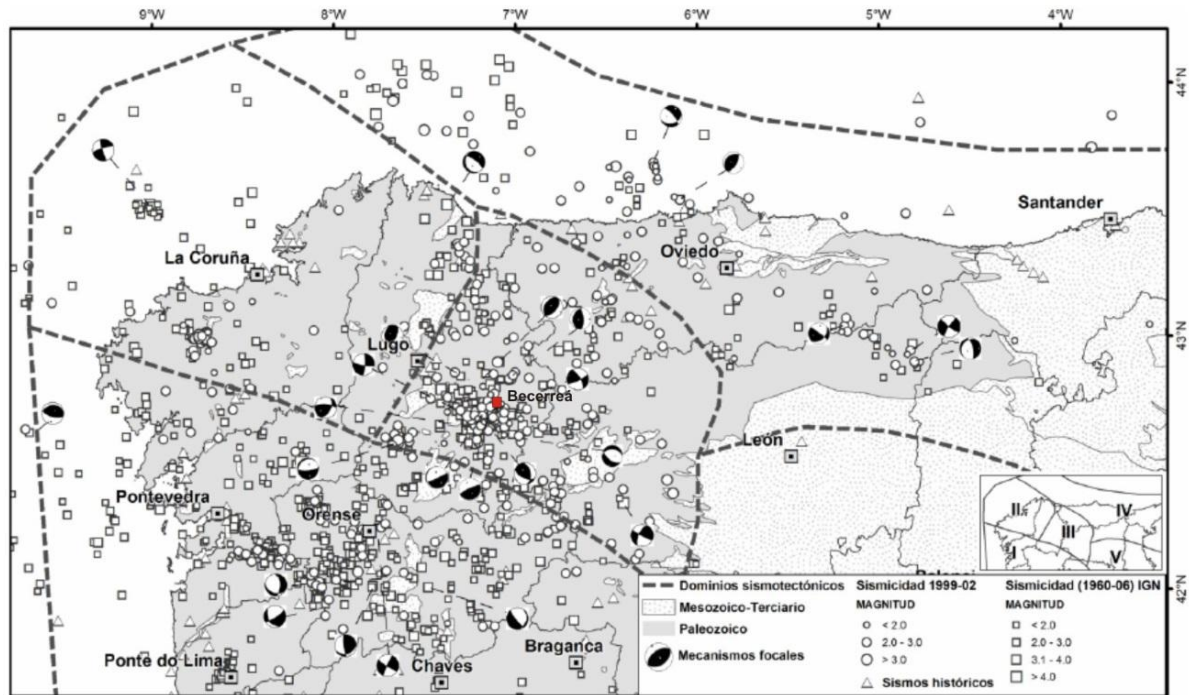 9°W 8°W 7°W 6°W 5°W 4°W
44°N
Santander
Oviedo
La Coruña
43°N
Lugo
Becerreá
León
Pontevedra
Orense
II IV
III
I V
42°N
Ponte do Lima
Chaves
Bragança
Dominios sismotectónicos
Mesozoico-Terciario
Paleozoico
Mecanismos focales
Sismicidad 1999-02
MAGNITUD
< 2.0
2.0 - 3.0
> 3.0
Sismos históricos
Sismicidad (1960-06) IGN
MAGNITUD
< 2.0
2.0 - 3.0
3.1 - 4.0
> 4.0